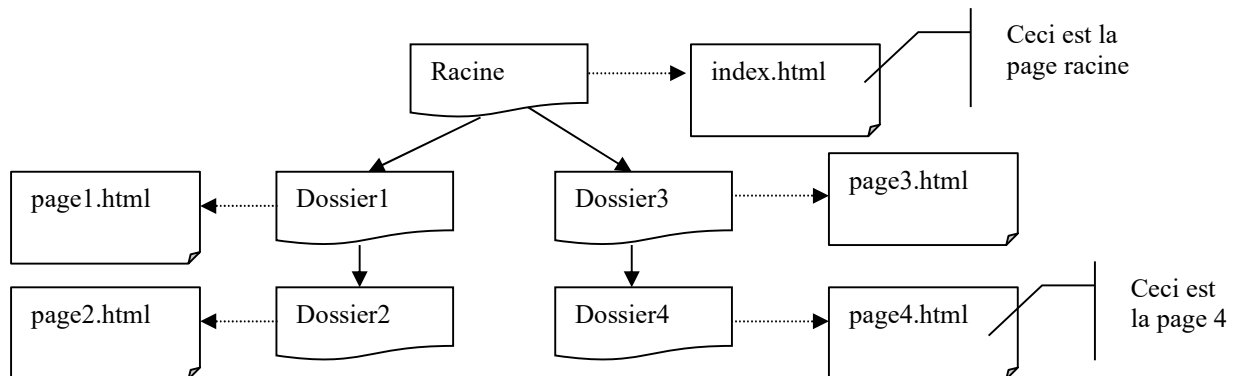 Ceci est la
page racine
Racine
index.html
page1.html
Dossier1
Dossier3
page3.html
page2.html
Dossier2
Dossier4
page4.html
Ceci est
la page 4